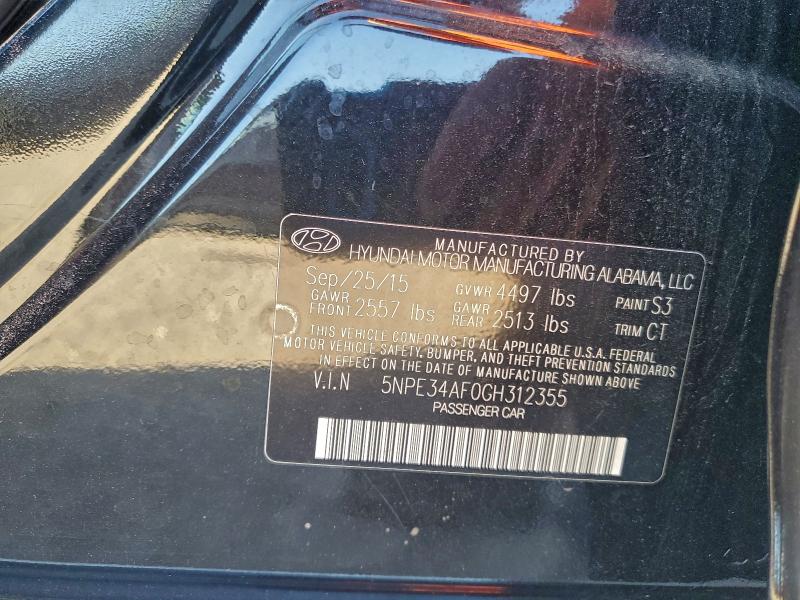 MANUFACTURED BY
HYUNDAI MOTOR MANUFACTURING ALABAMA, LLC
Sep/25/15 GVWR 4497 lbs PAINT S3
GAWR FRONT 2557 lbs GAWR REAR 2513 lbs TRIM CT
THIS VEHICLE CONFORMS TO ALL APPLICABLE U.S.A. FEDERAL
MOTOR VEHICLE SAFETY, BUMPER, AND THEFT PREVENTION STANDARDS
IN EFFECT ON THE DATE OF MANUFACTURE SHOWN ABOVE
V.I.N 5NPE34AF0GH312355
PASSENGER CAR